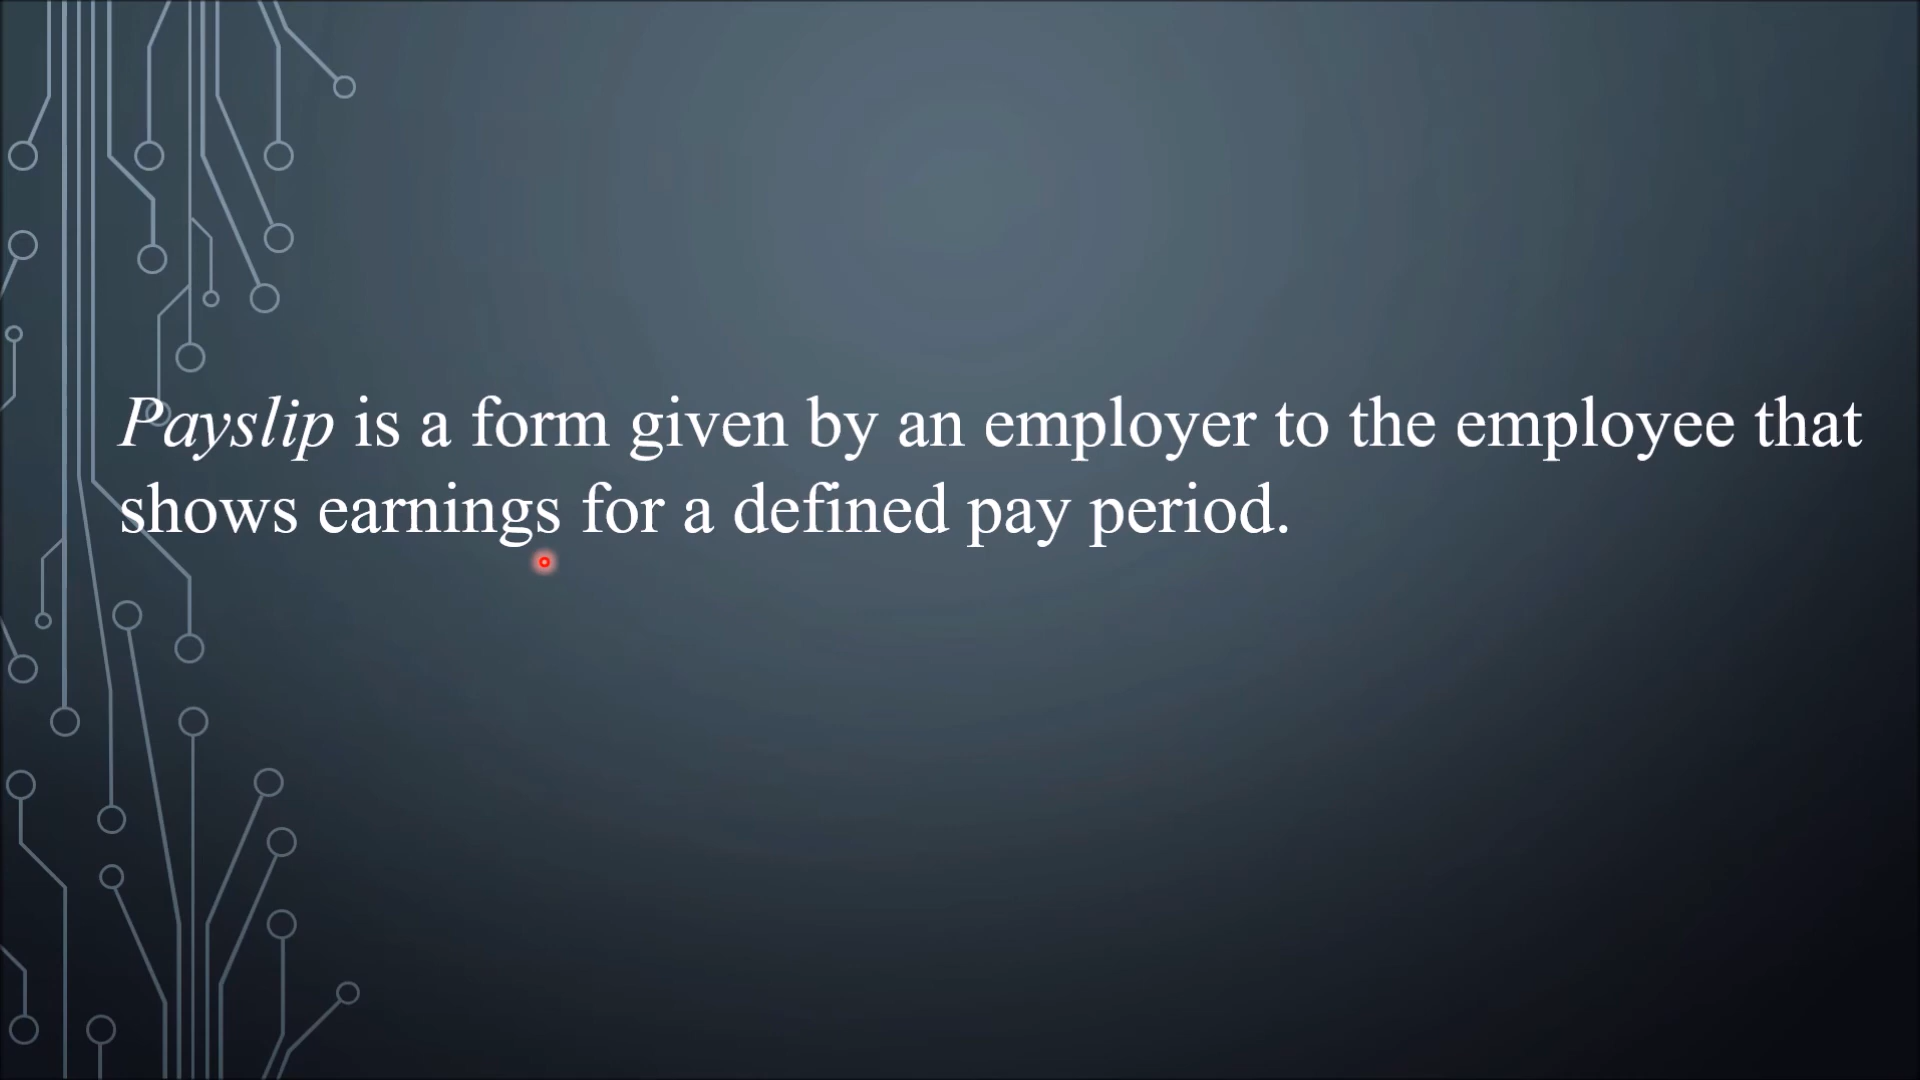 Payslip is a form given by an employer to the employee that
shows earnings for a defined pay period.